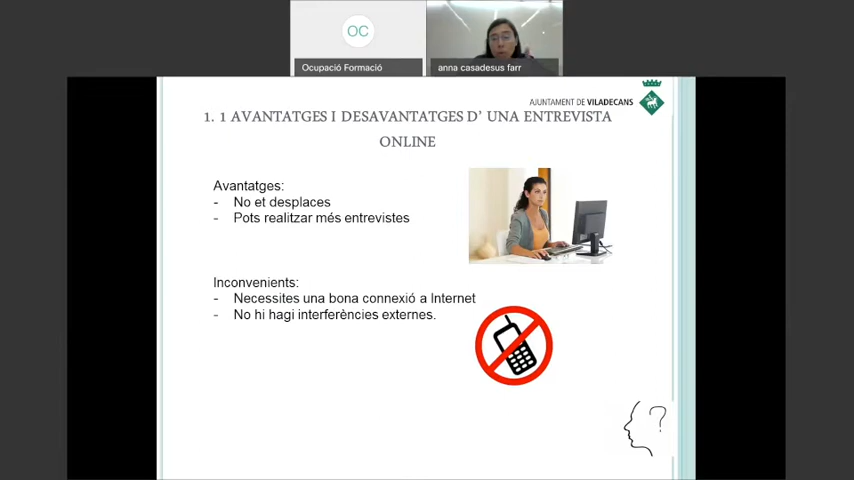 OC
Ocupació Formació
anna casadesus farr
AJUNTAMENT DE VILADECANS
1. 1 AVANTATGES I DESAVANTATGES D’ UNA ENTREVISTA
ONLINE
Avantatges:
- No et desplaces
- Pots realitzar més entrevistes
Inconvenients:
- Necessites una bona connexió a Internet
- No hi hagi interferències externes.
?